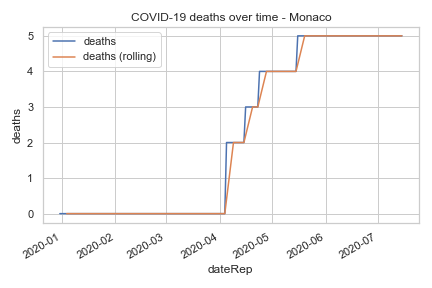 COVID-19 deaths over time - Monaco
deaths
deaths (rolling)
deaths
5
4
3
2
1
0
2020-01
2020-02
2020-03
2020-04
2020-05
2020-06
2020-07
dateRep